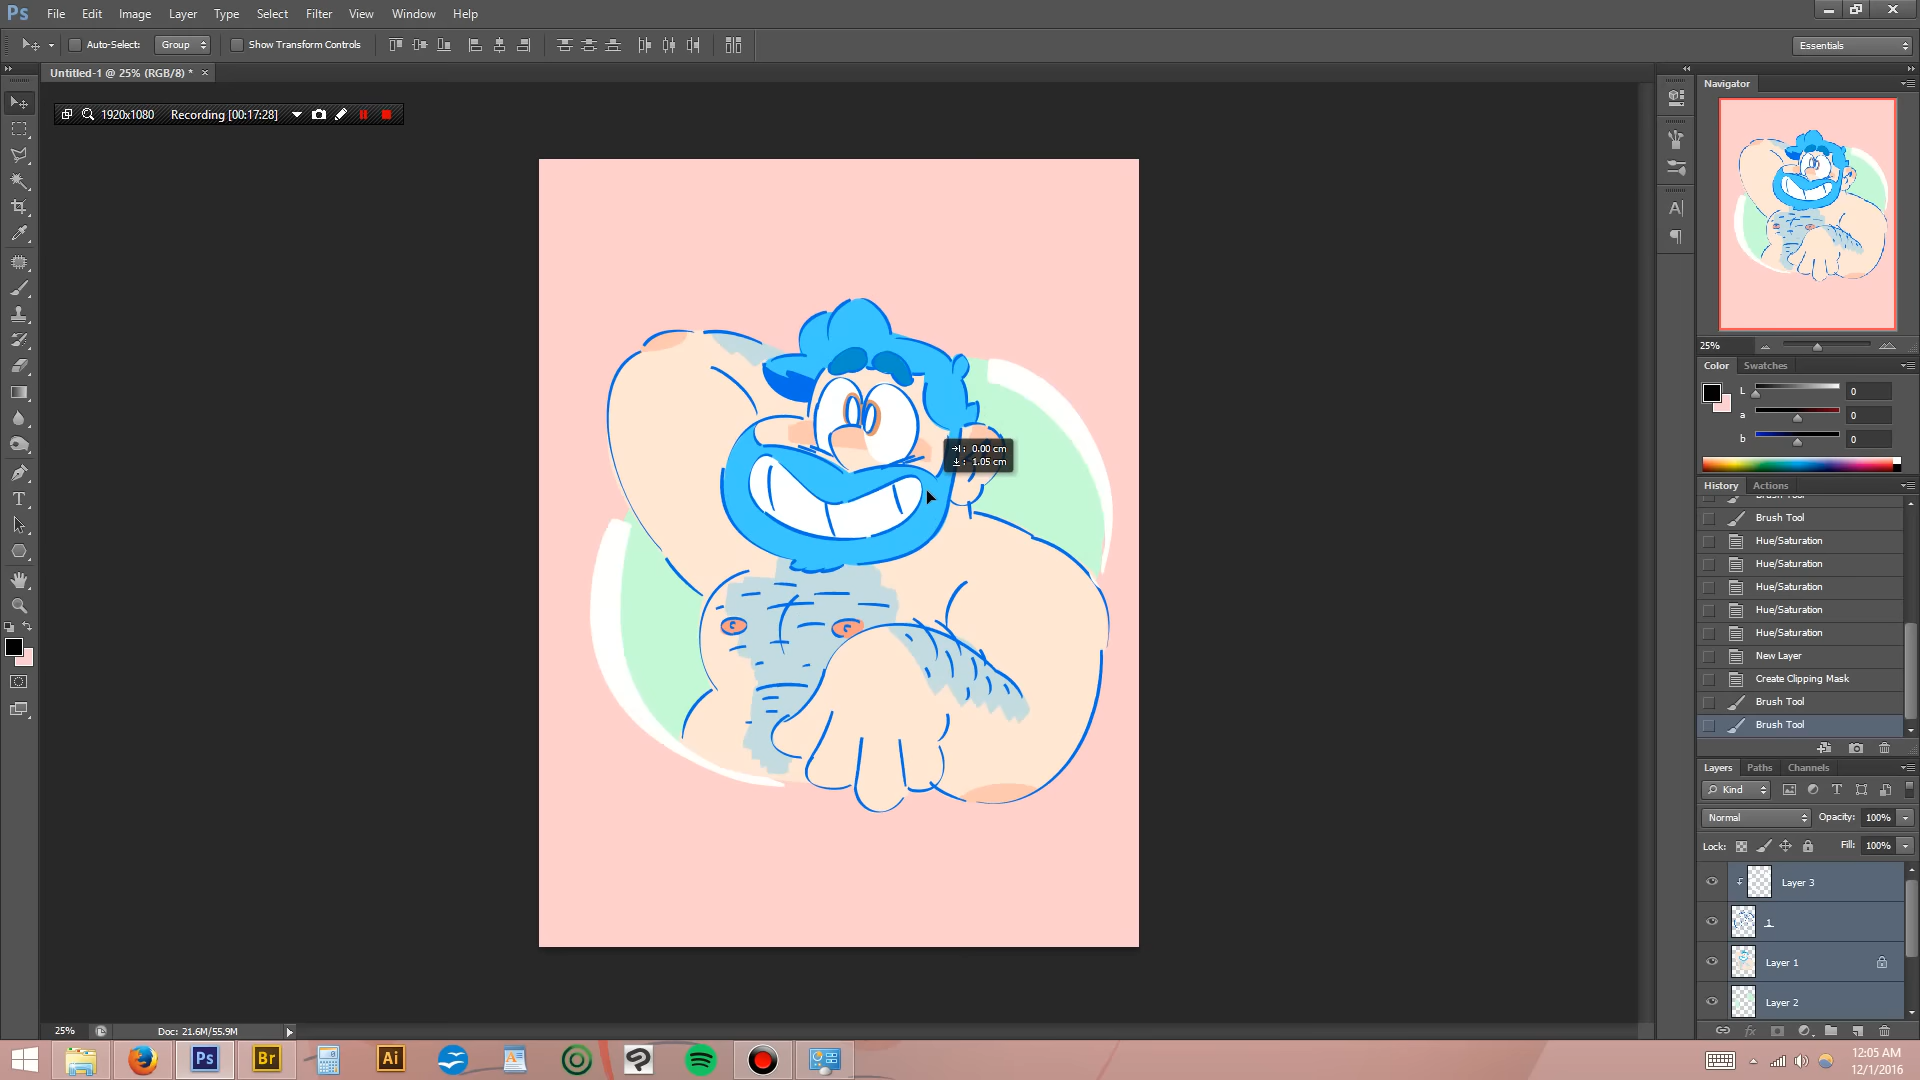 Ps File Edit Image Layer Type Select Filter View Window Help
Auto-Select: Group Show Transform Controls Essentials
Untitled-1 @ 25% (RGB/8) * ×
1920x1080 Recording [00:17:28]
Navigator
25%
Color Swatches
L 0
a 0
b 0
→|: 0.00 cm
1.05 cm
History Actions
Brush Tool
Brush Tool
Hue/Saturation
Hue/Saturation
Hue/Saturation
Hue/Saturation
Hue/Saturation
New Layer
Create Clipping Mask
Brush Tool
Brush Tool
Layers Paths Channels
Kind
Normal Opacity: 100%
Lock: Fill: 100%
Layer 3
1
Layer 1
Layer 2
fx
25% Doc: 21.6M/55.9M
Ps Br Ai
12:05 AM
12/1/2016